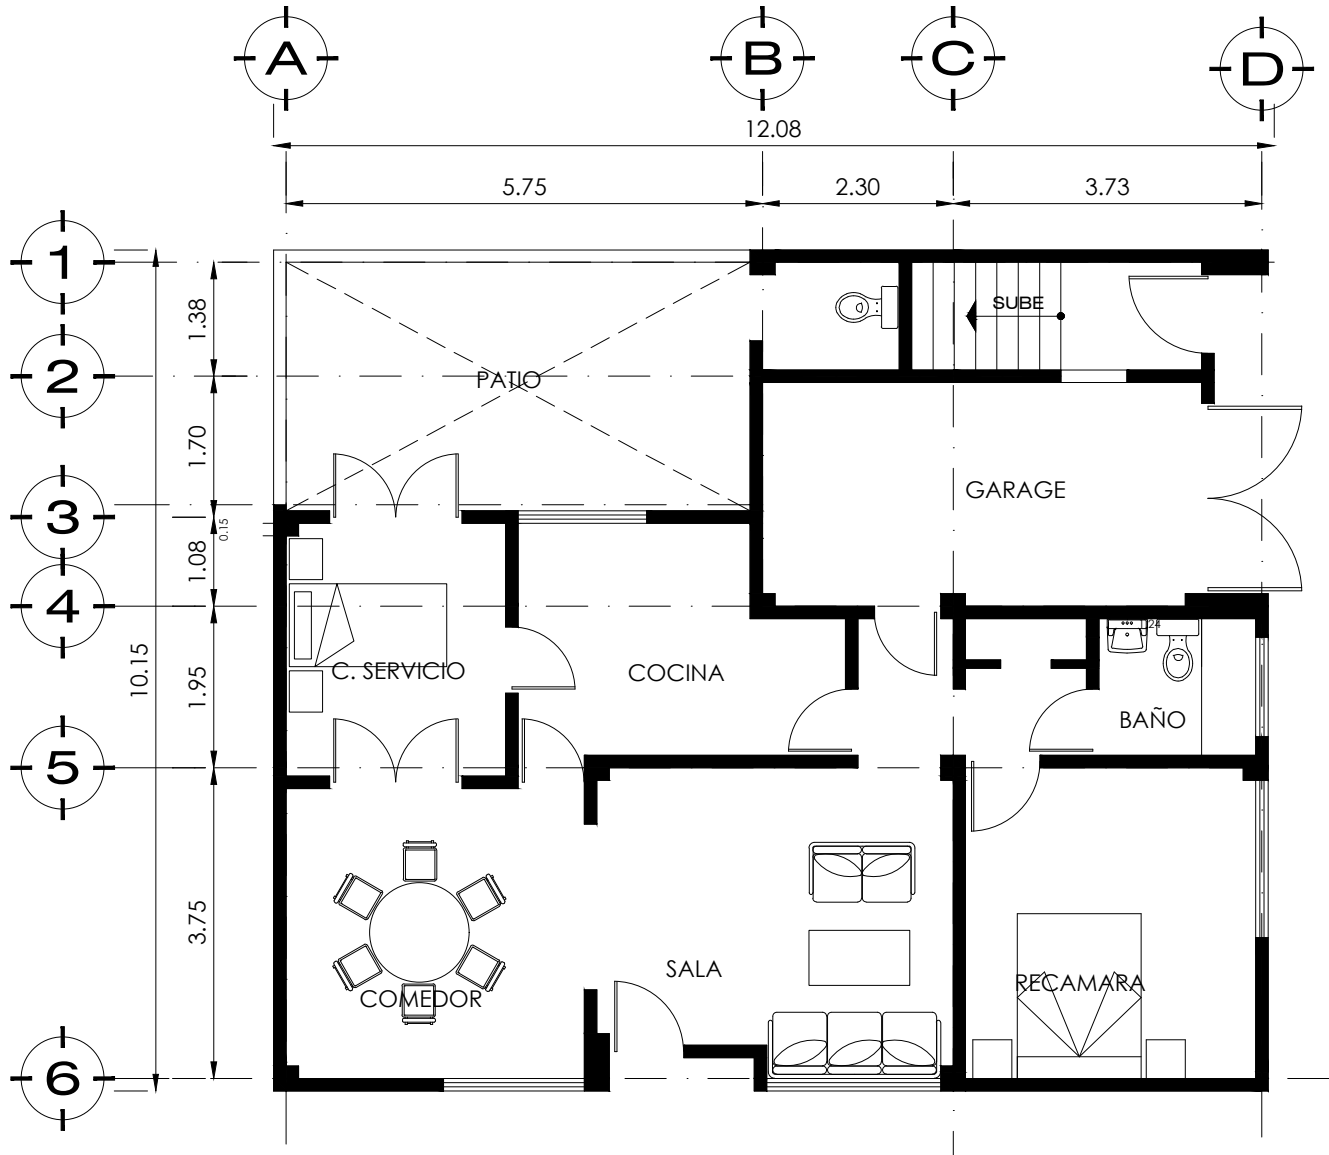 A
B
C
D
12.08
5.75
2.30
3.73
1
1.38
SUBE
2
PATIO
1.70
GARAGE
3
0.15
1.08
4
24
C. SERVICIO
COCINA
10.15
1.95
BAÑO
5
3.75
SALA
RECAMARA
COMEDOR
6